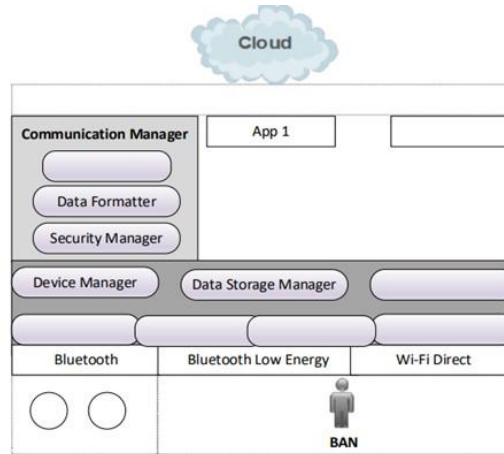 Cloud
Communication Manager
App 1
Data Formatter
Security Manager
Device Manager
Data Storage Manager
Bluetooth
Bluetooth Low Energy
Wi-Fi Direct
BAN